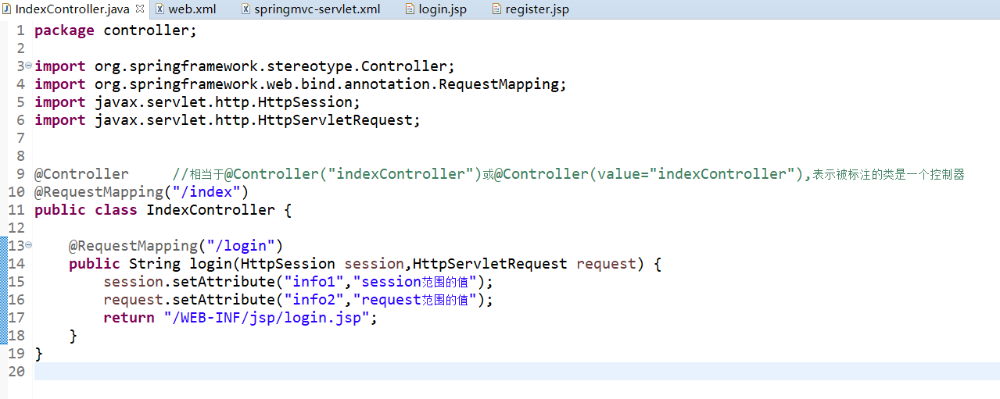 IndexController.java web.xml springmvc-servlet.xml login.jsp register.jsp
1 package controller;
2
3 import org.springframework.stereotype.Controller;
4 import org.springframework.web.bind.annotation.RequestMapping;
5 import javax.servlet.http.HttpSession;
6 import javax.servlet.http.HttpServletRequest;
7
8
9 @Controller     //相当于@Controller("indexController")或@Controller(value="indexController"),表示被标注的类是一个控制器
10 @RequestMapping("/index")
11 public class IndexController {
12
13     @RequestMapping("/login")
14     public String login(HttpSession session,HttpServletRequest request) {
15         session.setAttribute("info1","session范围的值");
16         request.setAttribute("info2","request范围的值");
17         return "/WEB-INF/jsp/login.jsp";
18     }
19 }
20